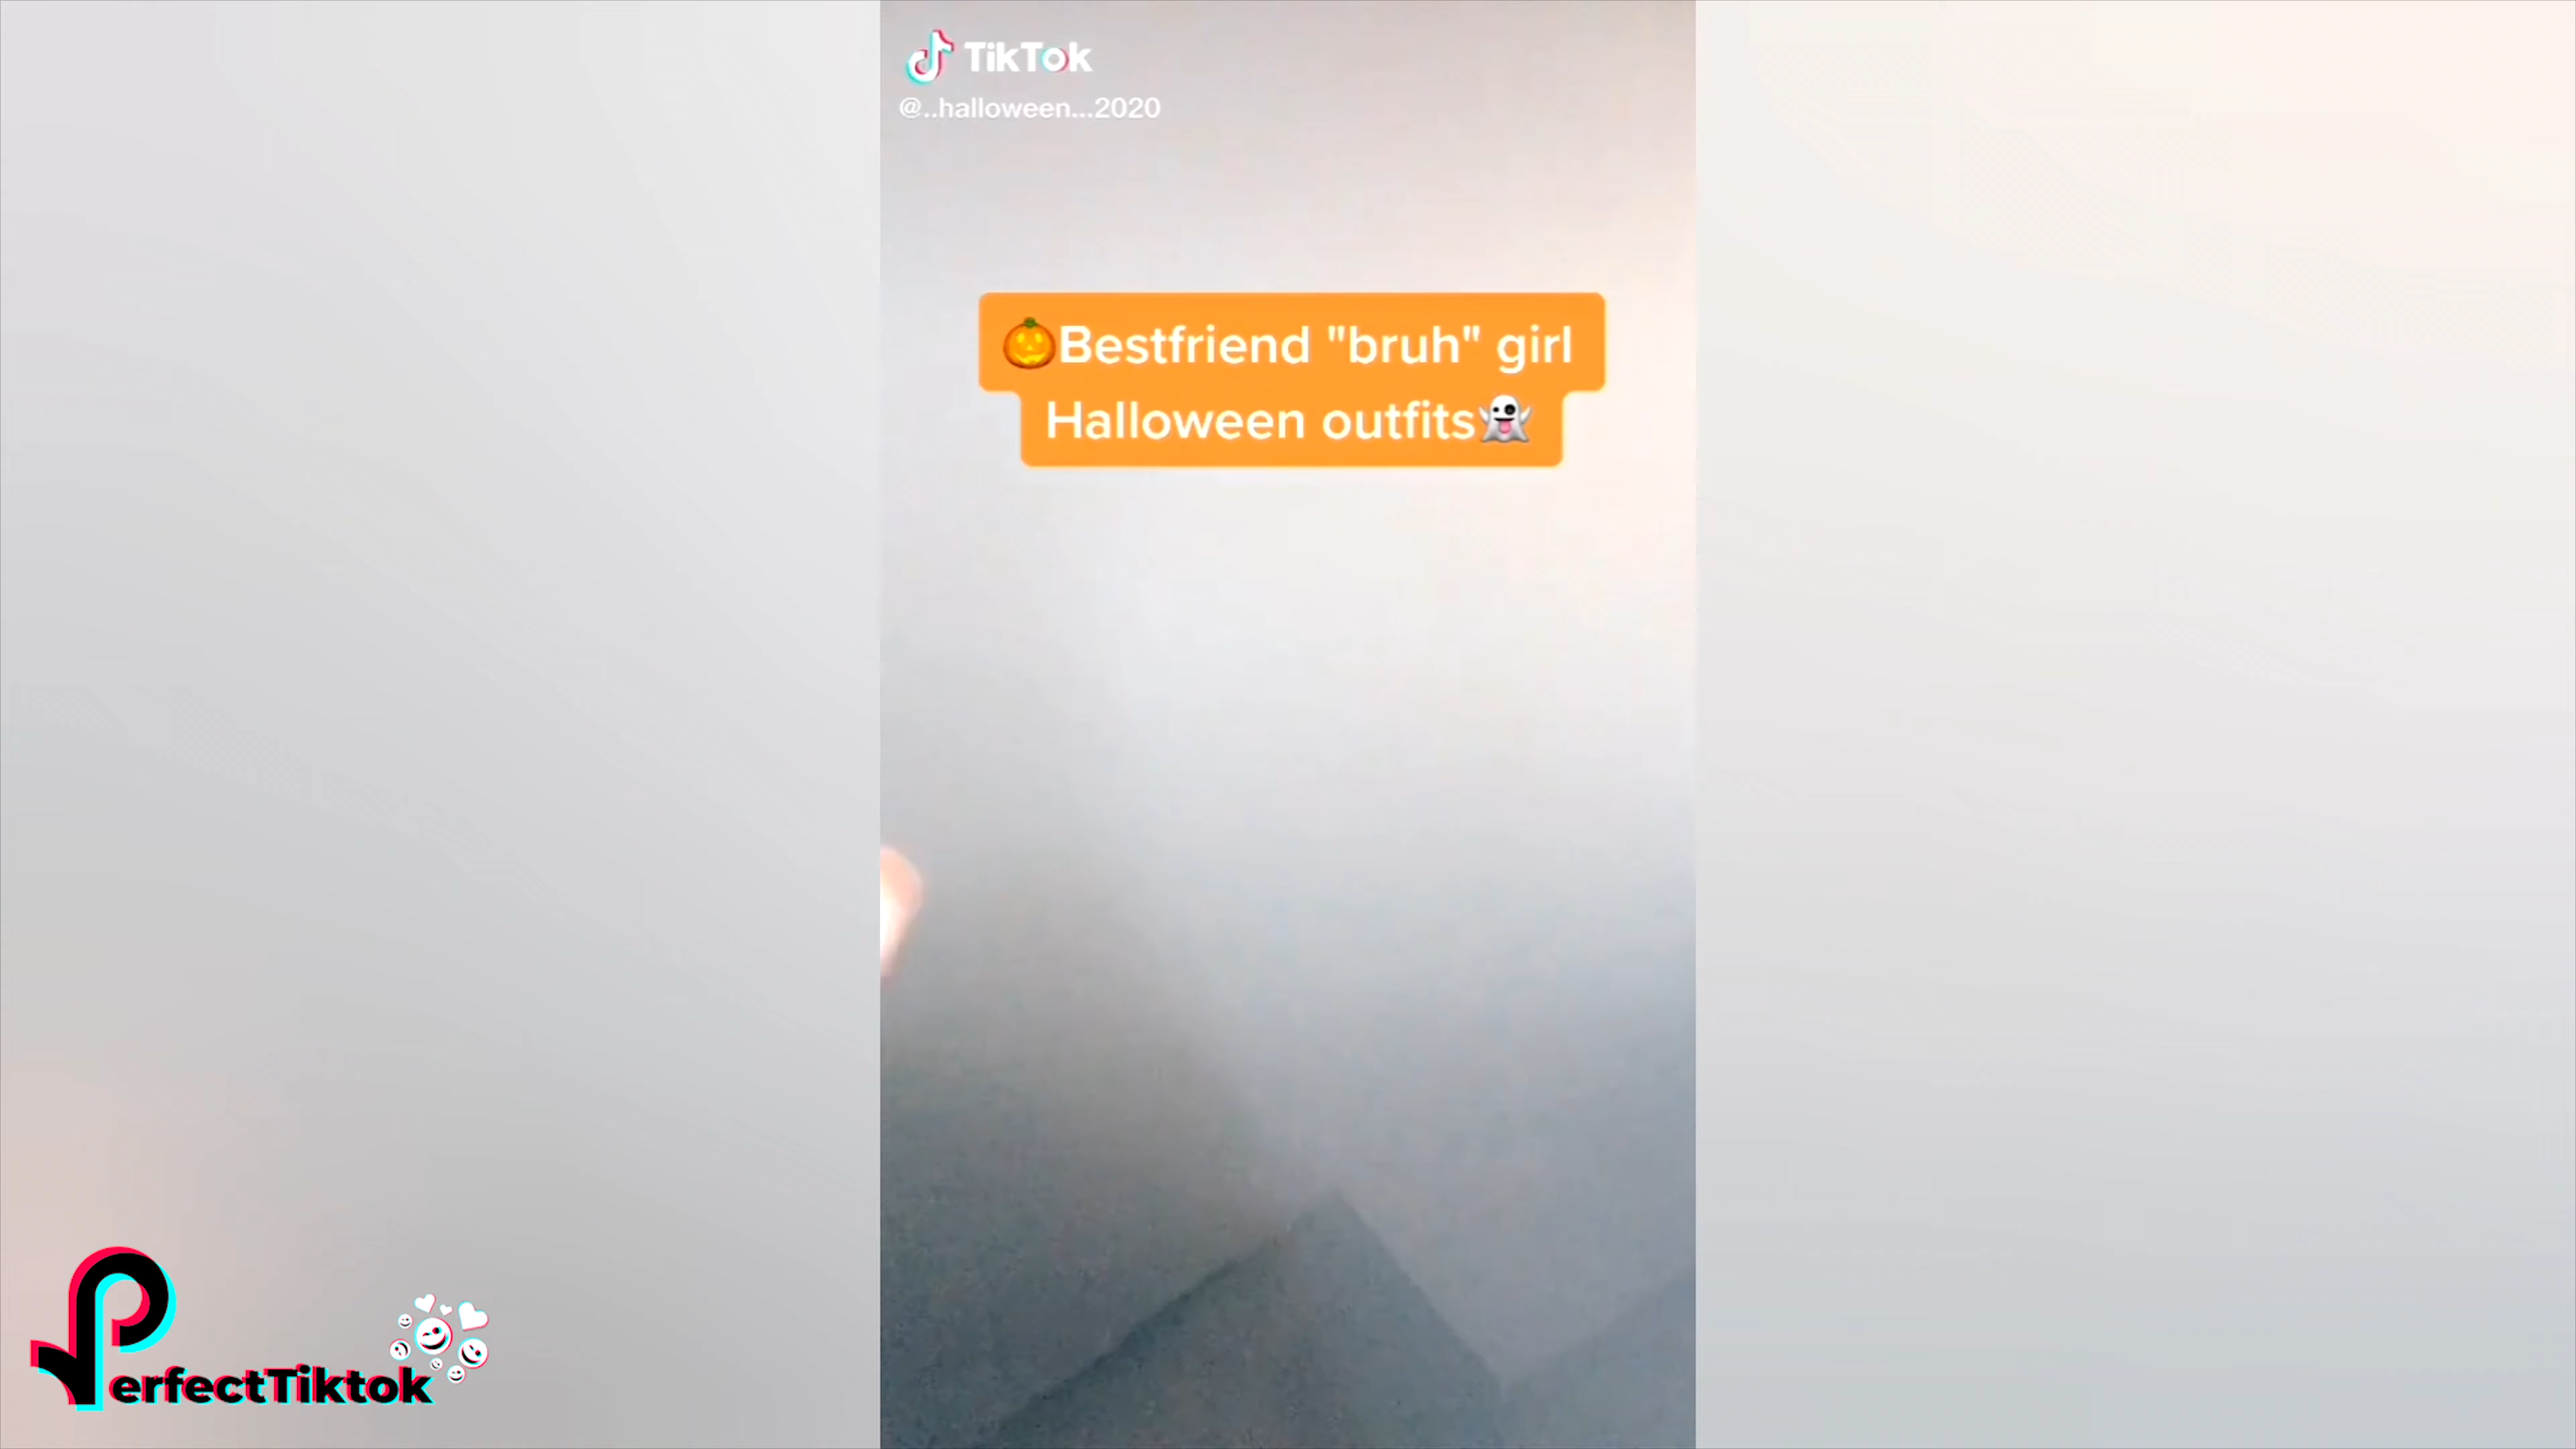 TikTok
@..halloween...2020
🎃Bestfriend "bruh" girl
Halloween outfits👻
PerfectTiktok